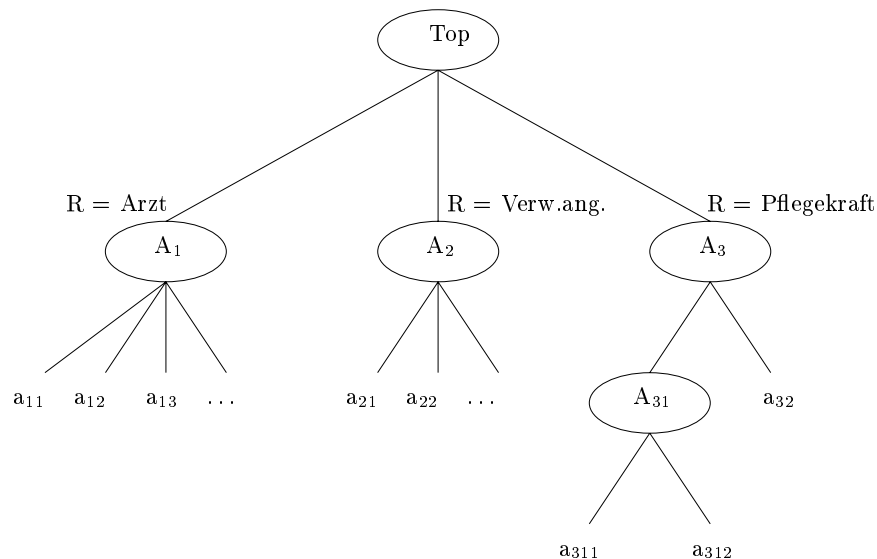 Top
R = Arzt R = Verw.ang. R = Pflegekraft
A₁ A₂ A₃
a₁₁ a₁₂ a₁₃ ... a₂₁ a₂₂ ... A₃₁ a₃₂
a₃₁₁ a₃₁₂